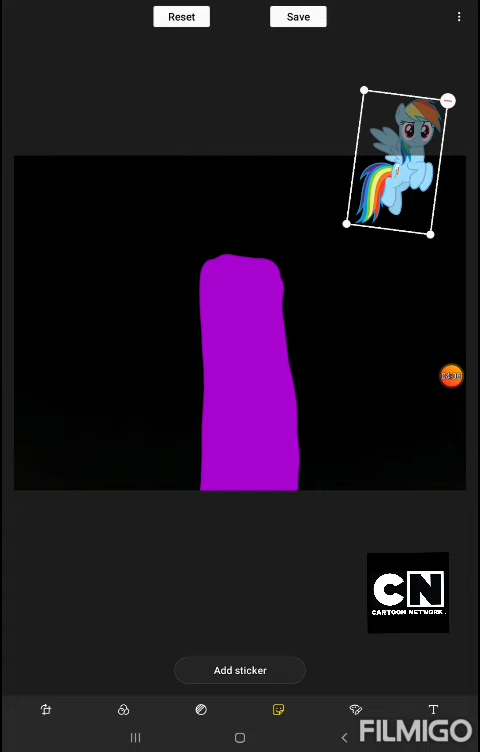 Reset
Save
CN
CARTOON NETWORK.
Add sticker
T
FILMIGO